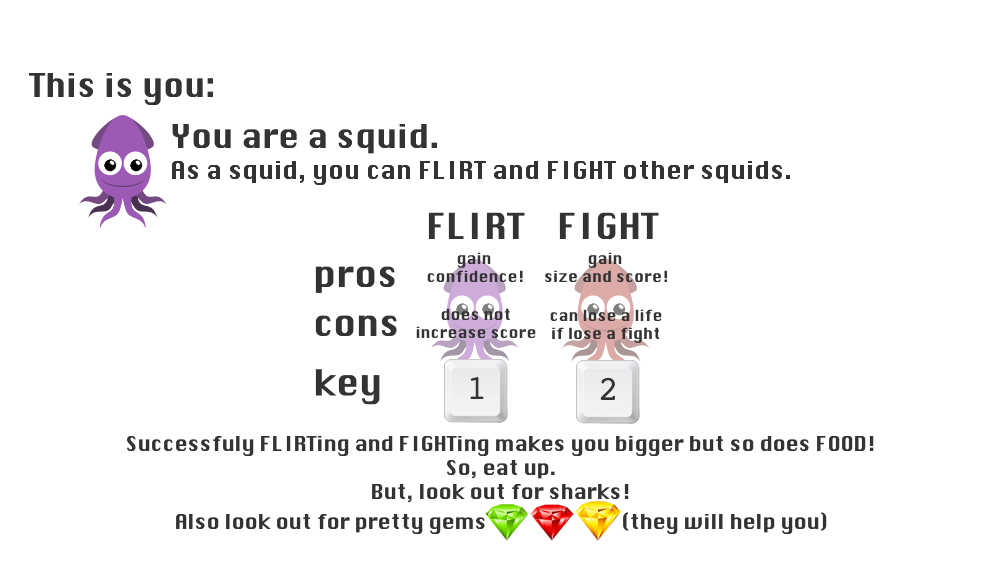 This is you:
You are a squid.
As a squid, you can FLIRT and FIGHT other squids.
FLIRT FIGHT
pros
gain
confidence!
gain
size and score!
cons
does not
increase score
can lose a life
if lose a fight
key
1
2
Successfuly FLIRTing and FIGHTing makes you bigger but so does FOOD!
So, eat up.
But, look out for sharks!
Also look out for pretty gems (they will help you)